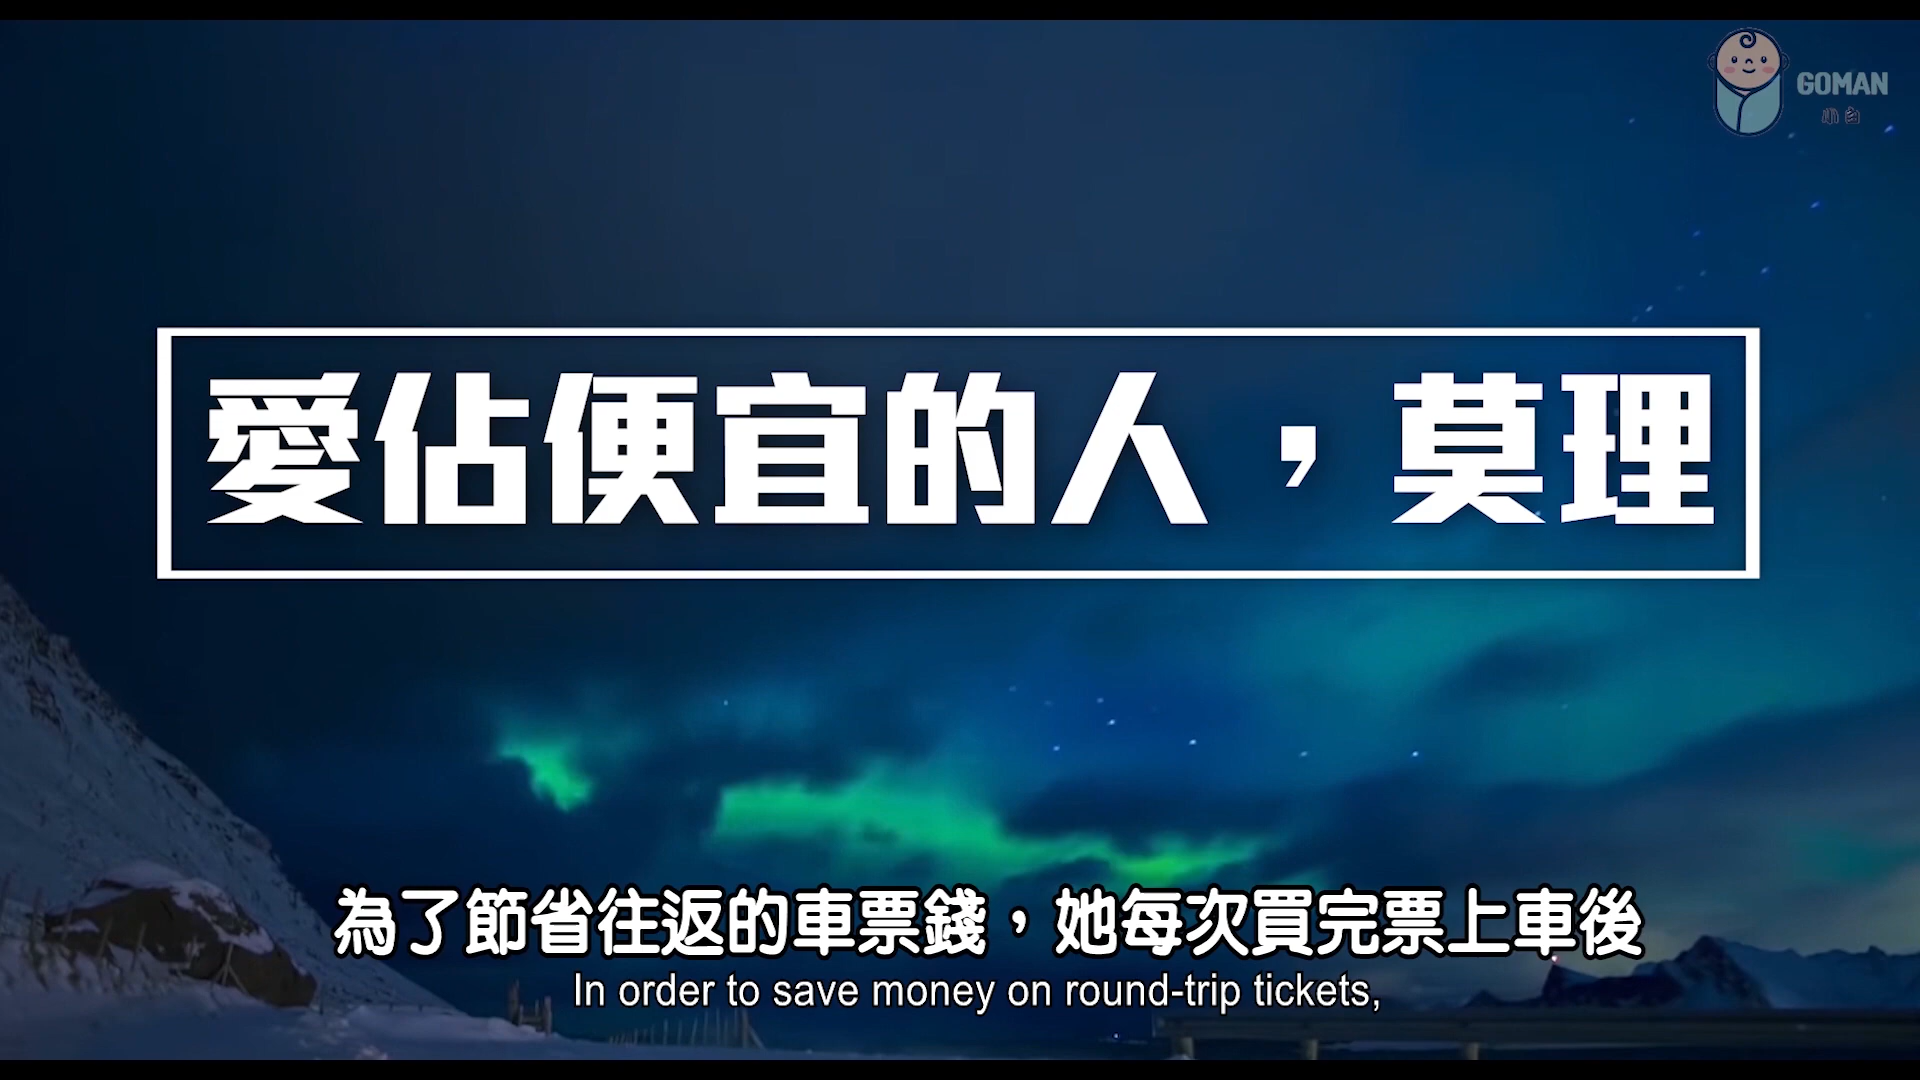 GOMAN
小白
愛佔便宜的人，莫理
為了節省往返的車票錢，她每次買完票上車後
In order to save money on round-trip tickets,